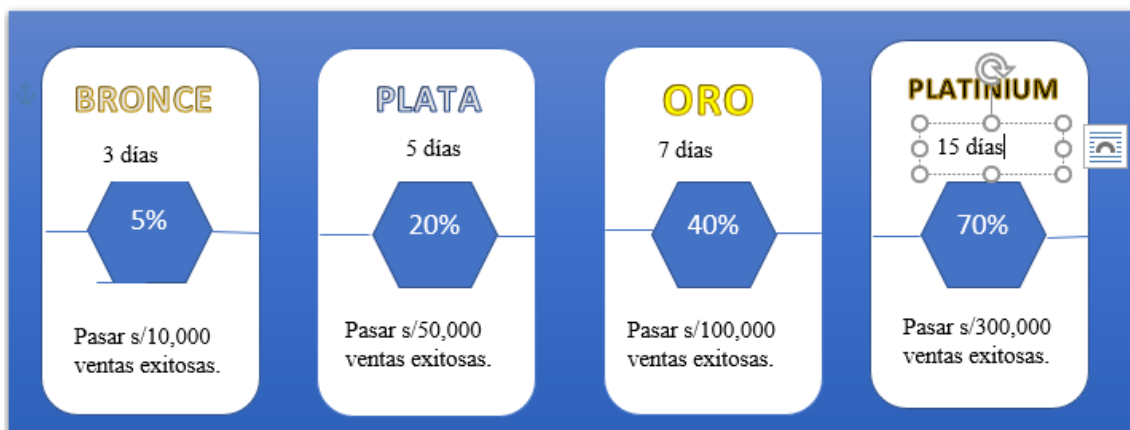 BRONCE
3 días
5%
Pasar s/10,000
ventas exitosas.
PLATA
5 días
20%
Pasar s/50,000
ventas exitosas.
ORO
7 días
40%
Pasar s/100,000
ventas exitosas.
PLATINIUM
15 días
70%
Pasar s/300,000
ventas exitosas.